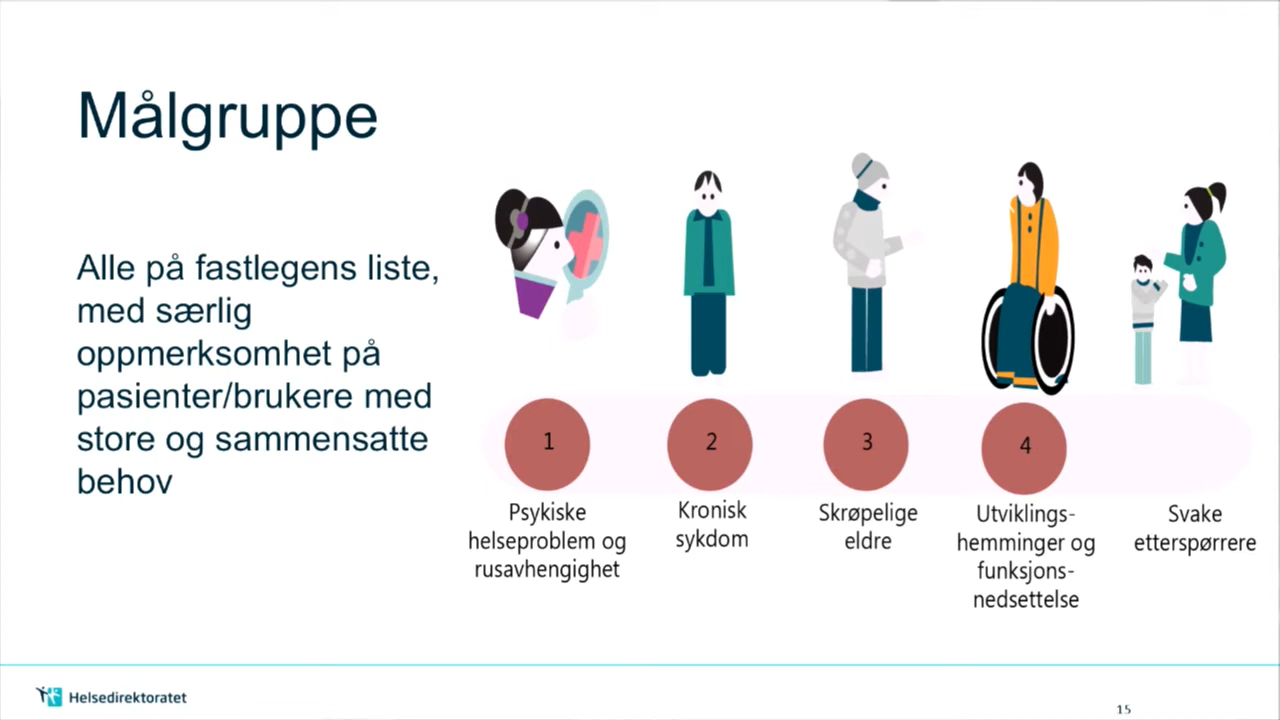 Målgruppe
Alle på fastlegens liste,
med særlig
oppmerksomhet på
pasienter/brukere med
store og sammensatte
behov
1
2
3
4
Psykiske
helseproblem og
rusavhengighet
Kronisk
sykdom
Skrøpelige
eldre
Utviklings-
hemminger og
funksjons-
nedsettelse
Svake
etterspørrere
Helsedirektoratet
15